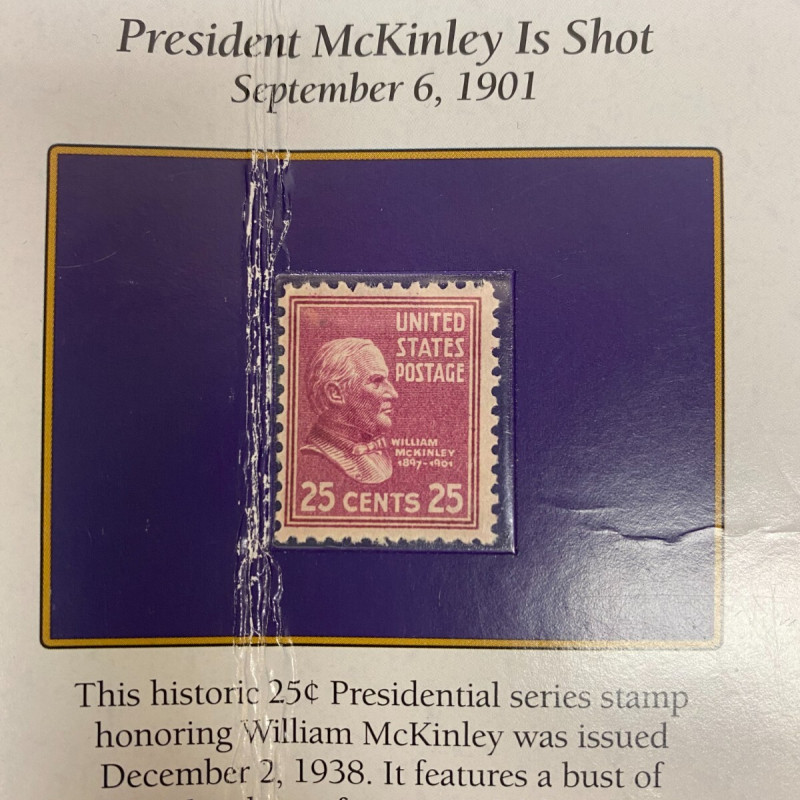 President McKinley Is Shot
September 6, 1901
UNITED
STATES
POSTAGE
WILLIAM
McKINLEY
1897-1901
25 CENTS 25
This historic 25¢ Presidential series stamp
honoring William McKinley was issued
December 2, 1938. It features a bust of